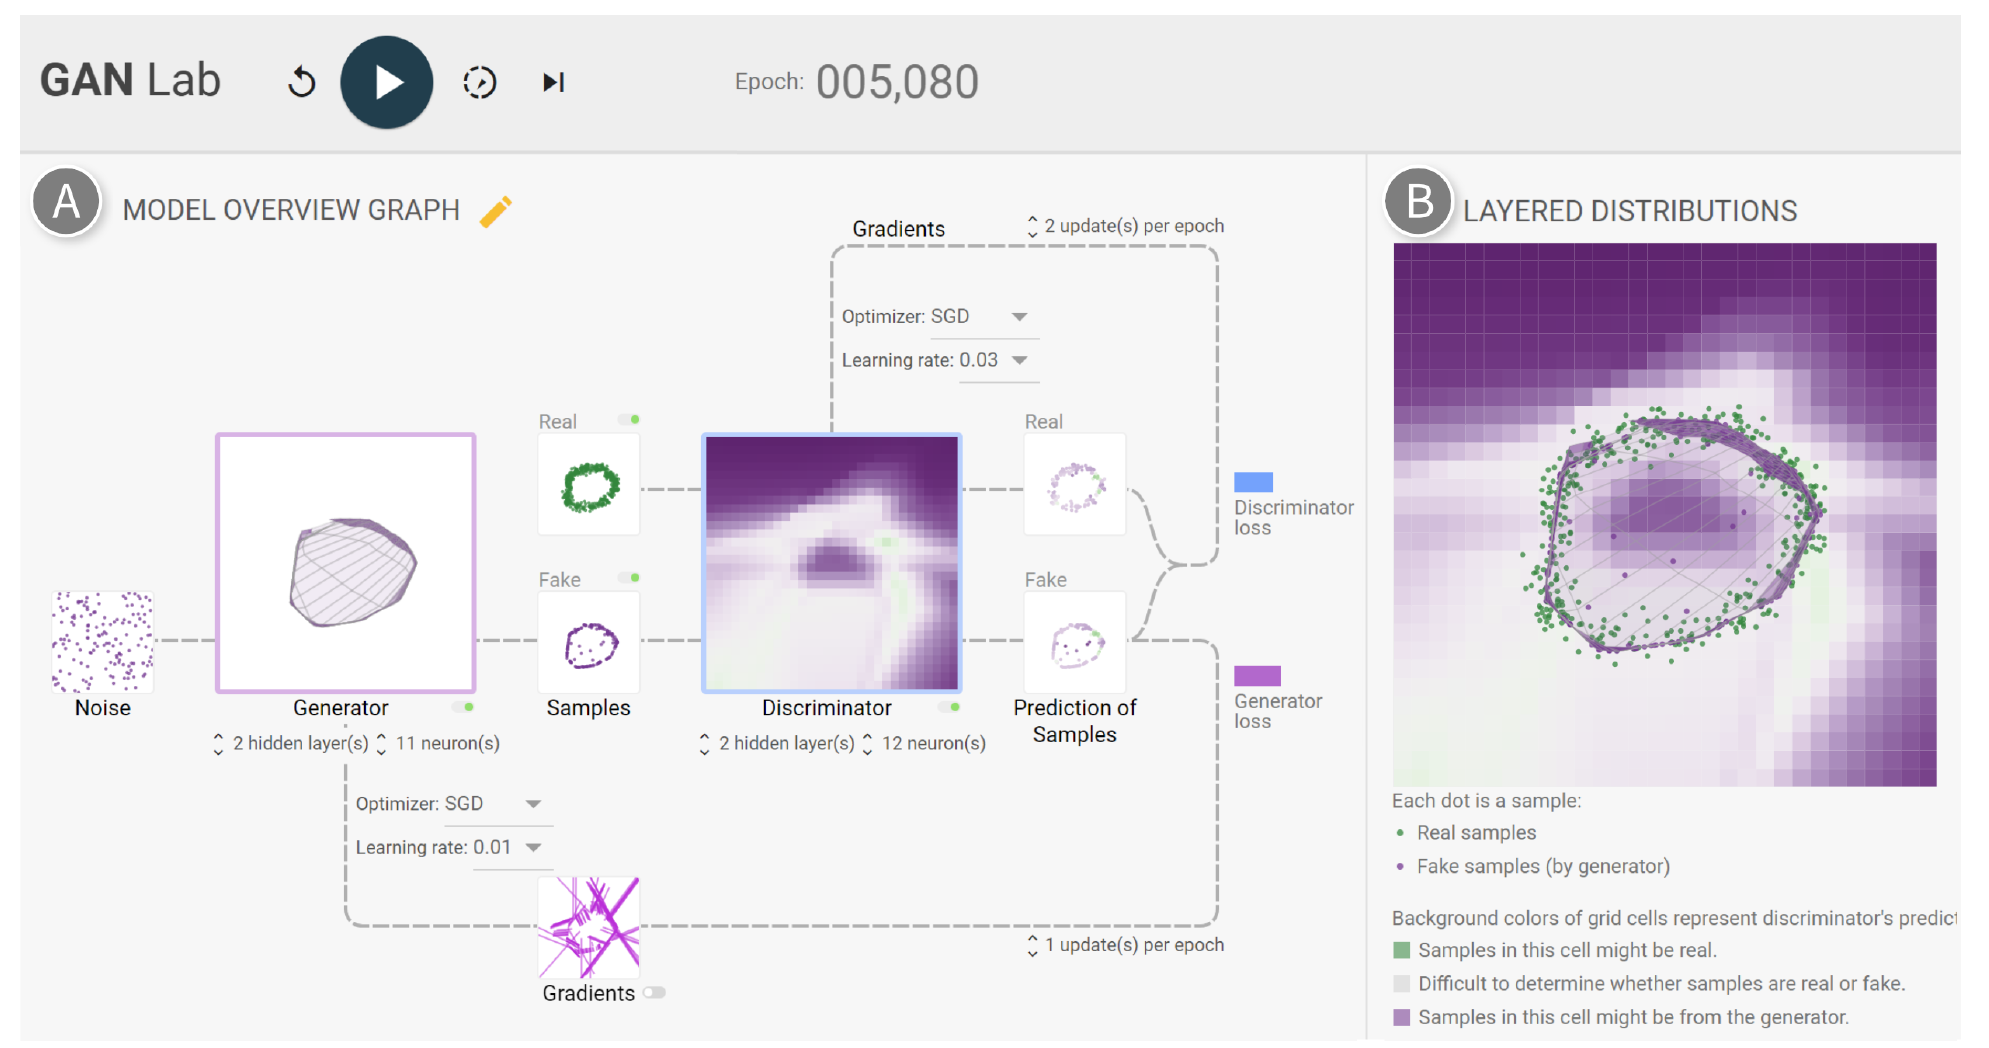 GAN Lab
Epoch: 005,080
A
MODEL OVERVIEW GRAPH
Gradients
2 update(s) per epoch
Optimizer: SGD
Learning rate: 0.03
Real
Real
Discriminator
loss
Fake
Fake
Generator
loss
Noise
Generator
Samples
Discriminator
Prediction of
Samples
2 hidden layer(s)
11 neuron(s)
2 hidden layer(s)
12 neuron(s)
Optimizer: SGD
Learning rate: 0.01
1 update(s) per epoch
Gradients
B
LAYERED DISTRIBUTIONS
Each dot is a sample:
Real samples
Fake samples (by generator)
Background colors of grid cells represent discriminator's predict
Samples in this cell might be real.
Difficult to determine whether samples are real or fake.
Samples in this cell might be from the generator.